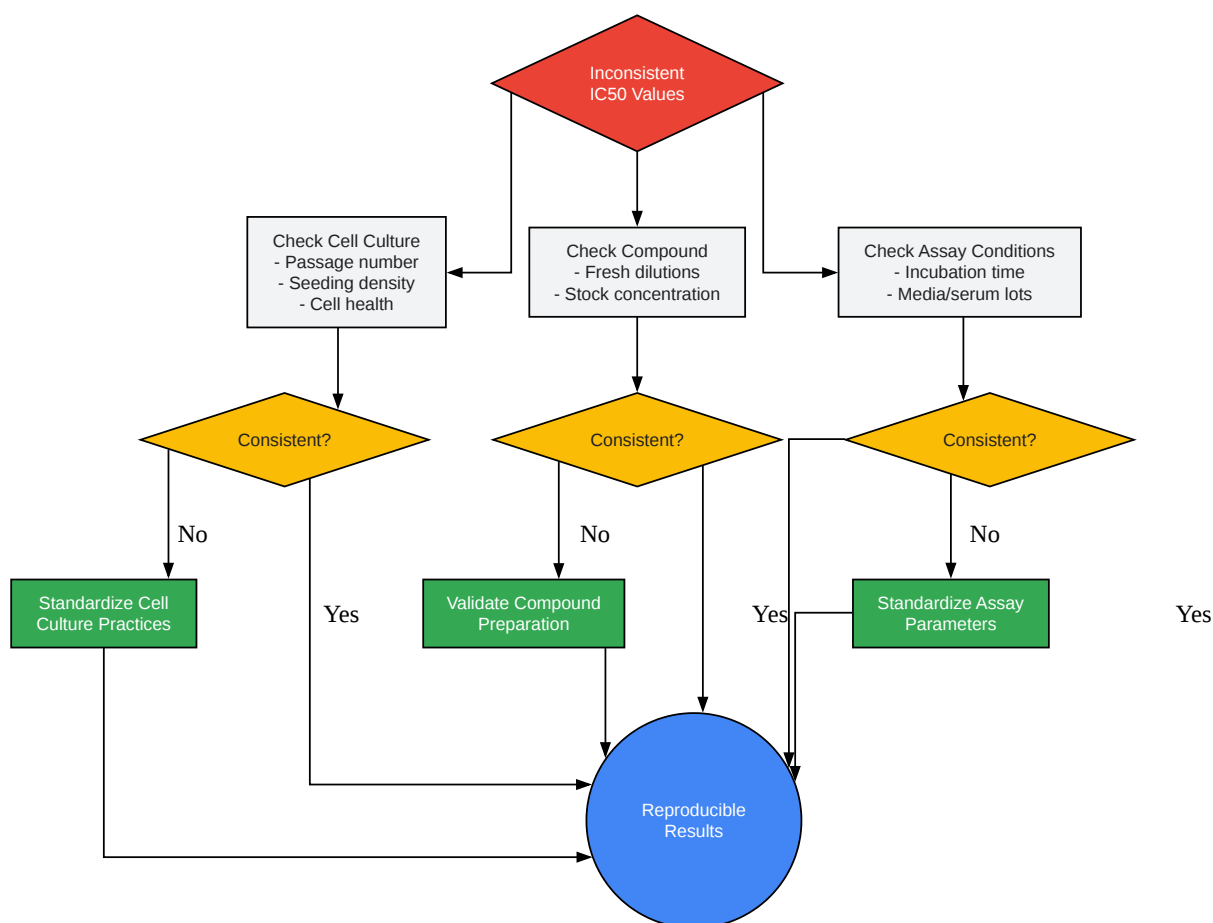 Inconsistent
IC50 Values
Check Cell Culture
- Passage number
- Seeding density
- Cell health
Check Compound
- Fresh dilutions
- Stock concentration
Check Assay Conditions
- Incubation time
- Media/serum lots
Consistent?
Consistent?
Consistent?
No
No
No
Standardize Cell
Culture Practices
Yes
Validate Compound
Preparation
Yes
Standardize Assay
Parameters
Yes
Reproducible
Results